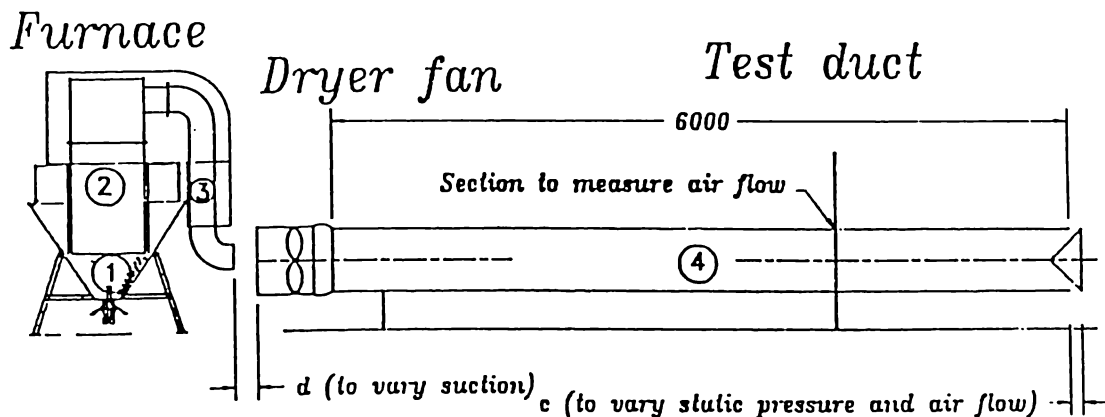 Furnace
Dryer fan
Test duct
6000
Section to measure air flow
2
3
1
4
d (to vary suction)
c (to vary static pressure and air flow)